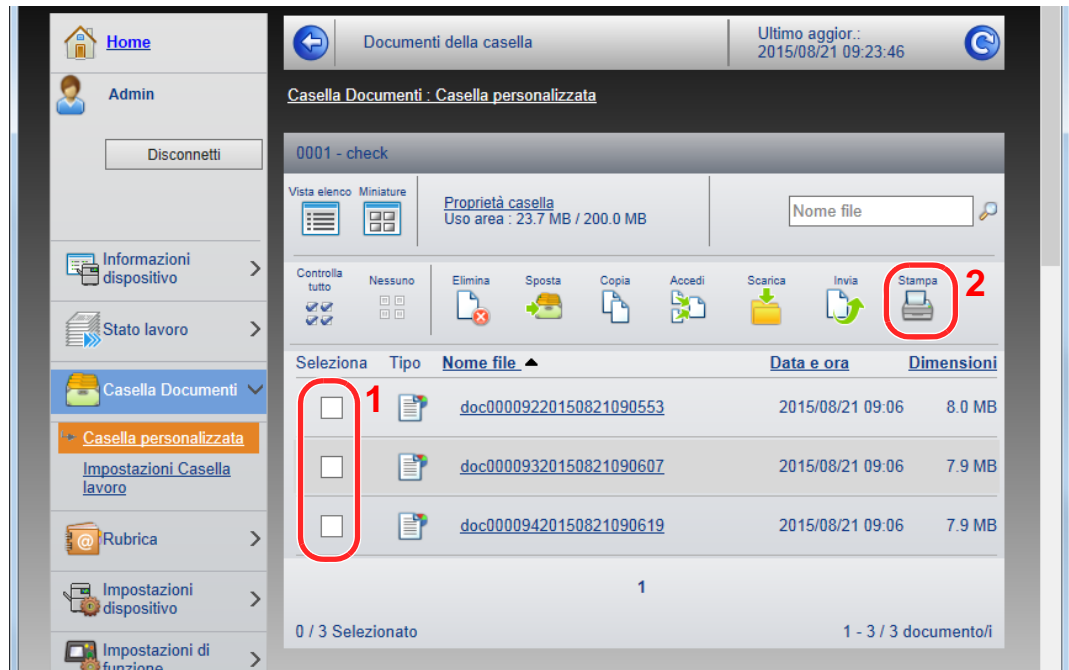 Home
Admin
Disconnetti
Informazioni
dispositivo
Stato lavoro
Casella Documenti
Casella personalizzata
Impostazioni Casella
lavoro
Rubrica
Impostazioni
dispositivo
Impostazioni di
funzione
Documenti della casella
Ultimo aggior.:
2015/08/21 09:23:46
Casella Documenti : Casella personalizzata
0001 - check
Vista elenco Miniature
Proprietà casella
Uso area : 23.7 MB / 200.0 MB
Nome file
Controlla
tutto
Nessuno Elimina Sposta Copia Accedi Scarica Invia Stampa 2
Seleziona Tipo Nome file Data e ora Dimensioni
1 doc00009220150821090553 2015/08/21 09:06 8.0 MB
doc00009320150821090607 2015/08/21 09:06 7.9 MB
doc00009420150821090619 2015/08/21 09:06 7.9 MB
1
0 / 3 Selezionato 1 - 3 / 3 documento/i